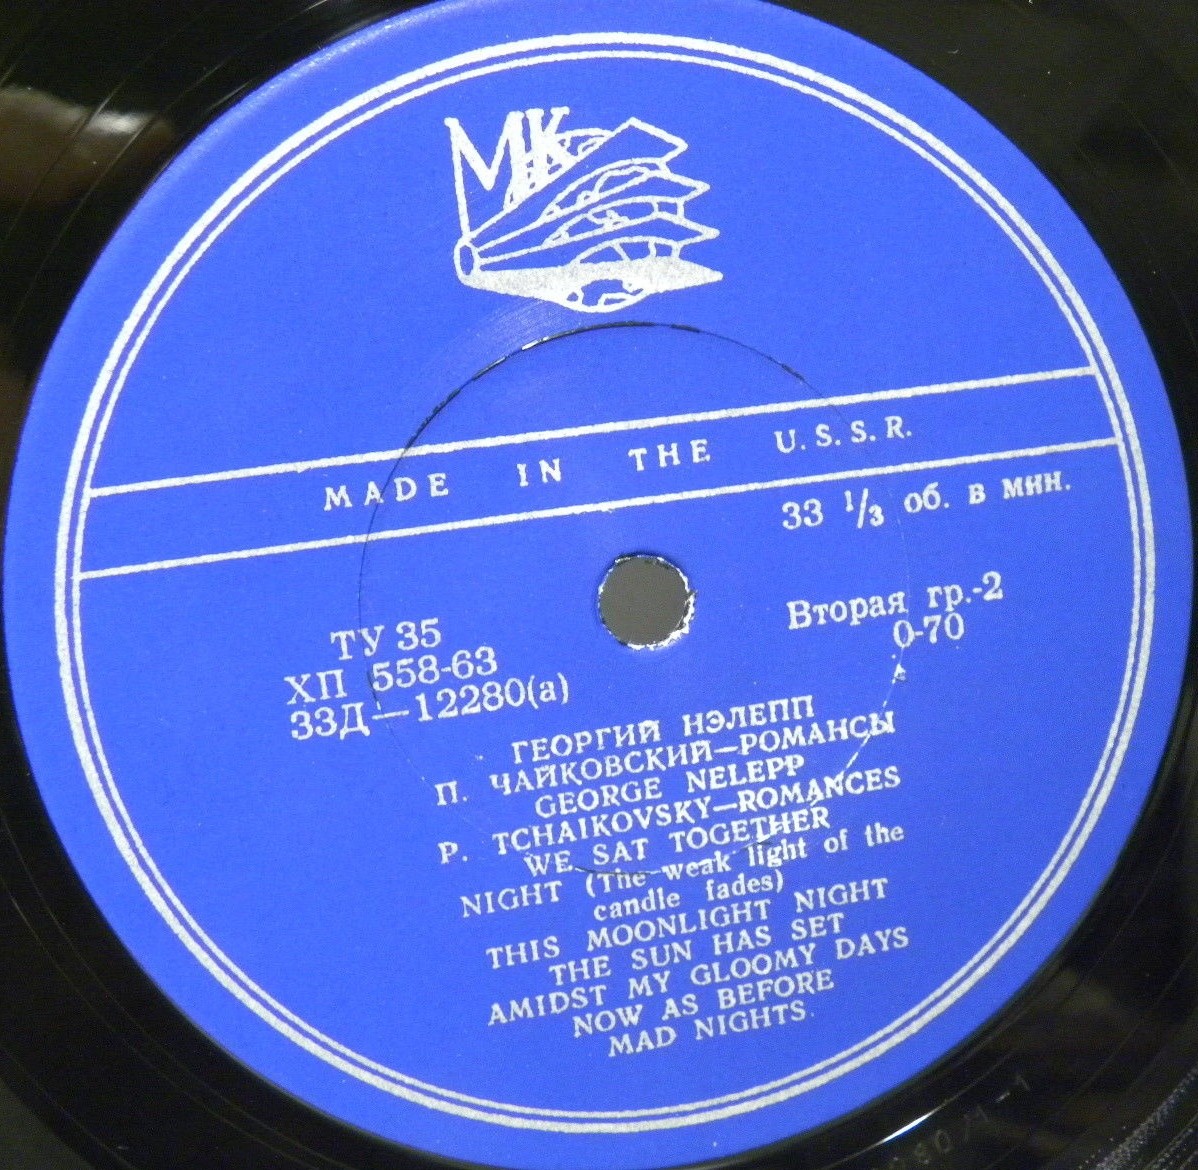 МК
MADE IN THE U.S.S.R.
33 1/3 об. в мин.
ТУ 35
ХП 558-63
33Д—12280(а)
Вторая гр.-2
0-70
ГЕОРГИЙ НЭЛЕПП
П. ЧАЙКОВСКИЙ—РОМАНСЫ
GEORGE NELEPP
P. TCHAIKOVSKY—ROMANCES
WE SAT TOGETHER
NIGHT (The weak light of the
candle fades)
THIS MOONLIGHT NIGHT
THE SUN HAS SET
AMIDST MY GLOOMY DAYS
NOW AS BEFORE
MAD NIGHTS.